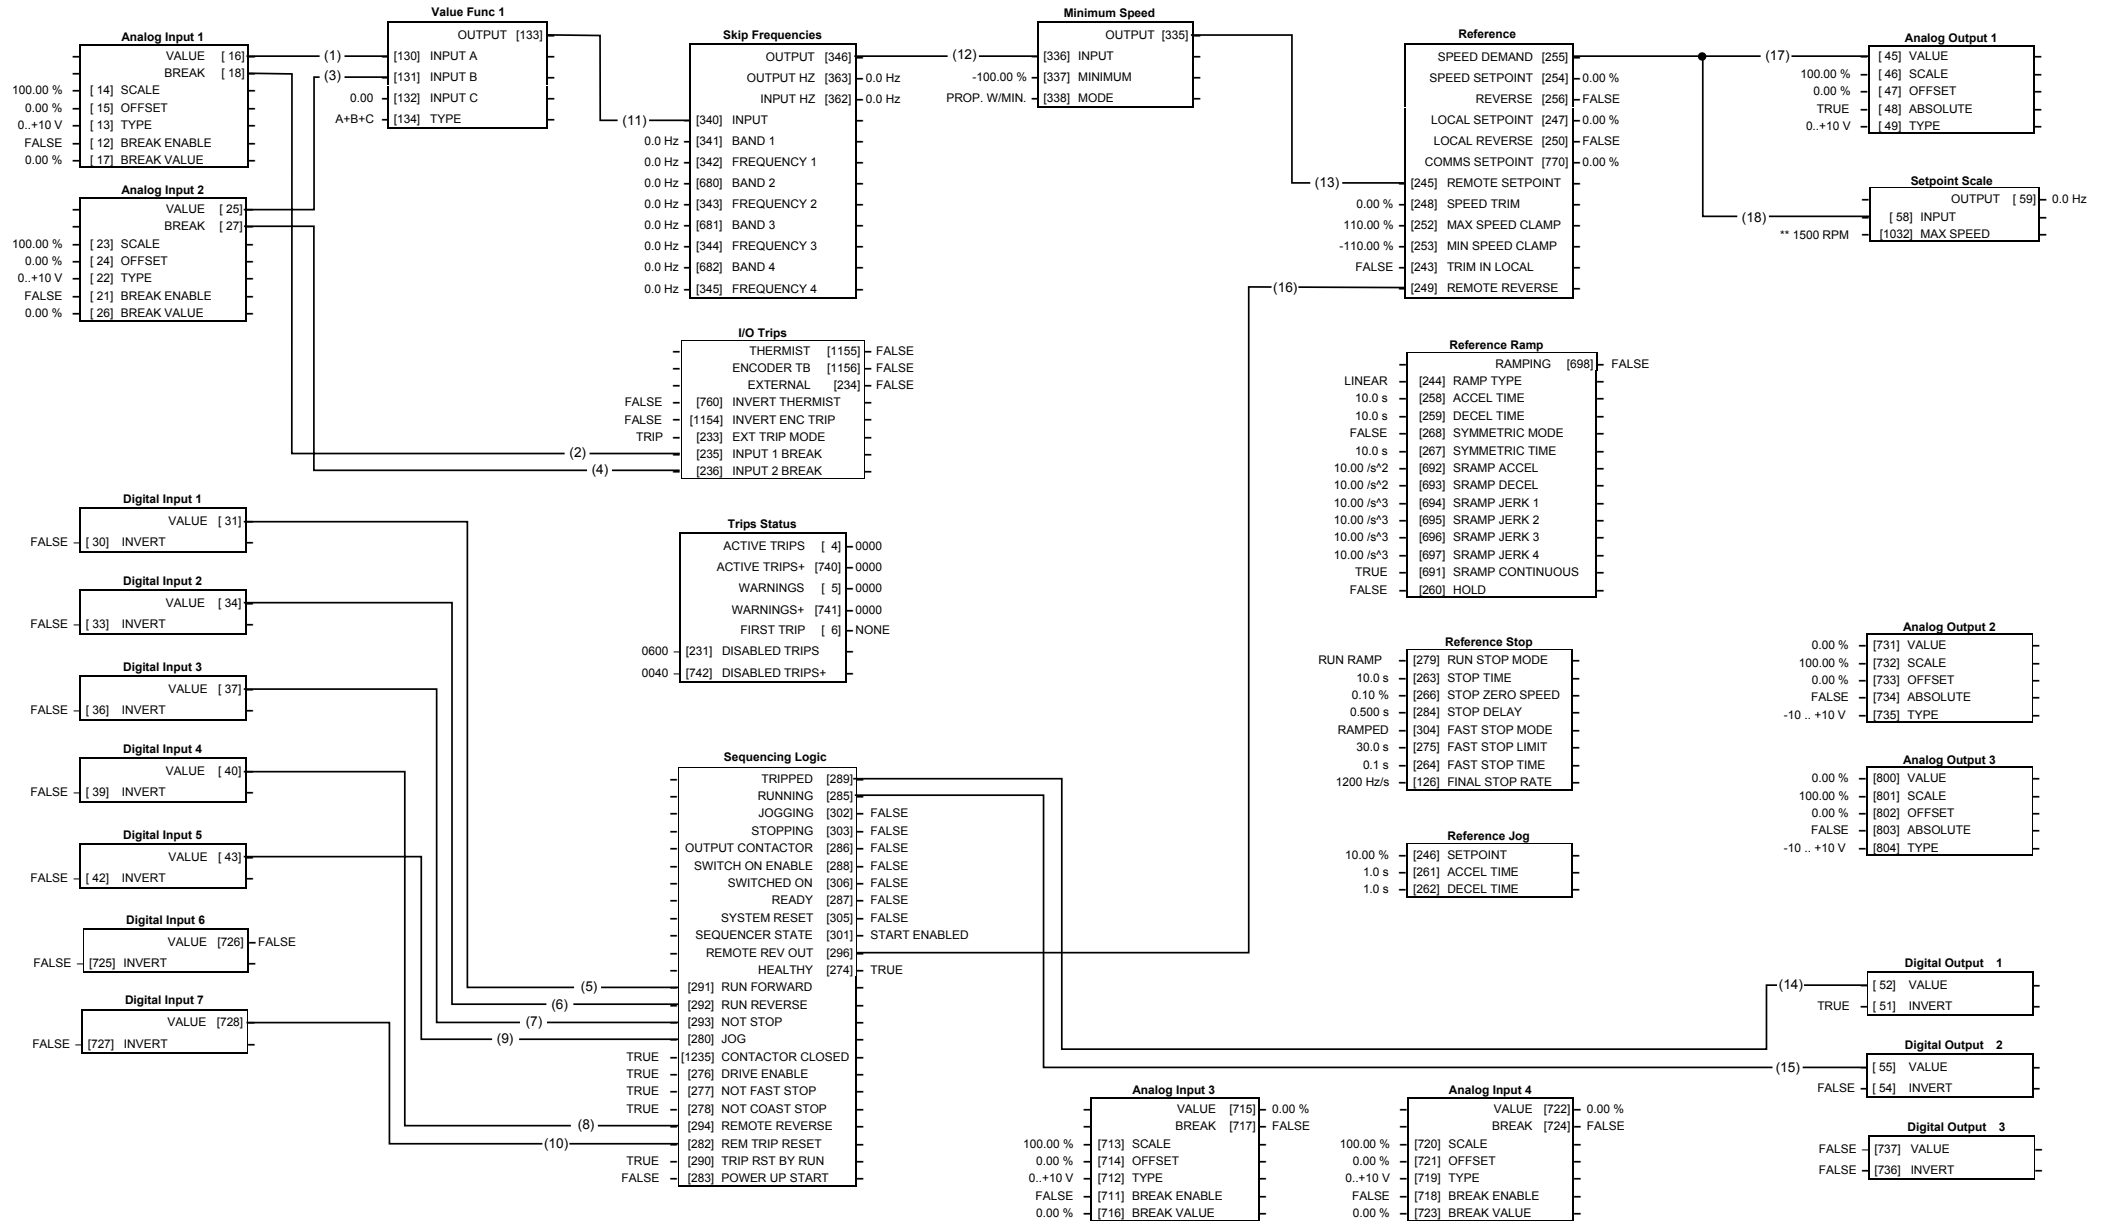 Analog Input 1
VALUE [ 16]
BREAK [ 18]
100.00 % [ 14] SCALE
0.00 % [ 15] OFFSET
0..+10 V [ 13] TYPE
FALSE [ 12] BREAK ENABLE
0.00 % [ 17] BREAK VALUE
(1)
(3)
Analog Input 2
VALUE [ 25]
BREAK [ 27]
100.00 % [ 23] SCALE
0.00 % [ 24] OFFSET
0..+10 V [ 22] TYPE
FALSE [ 21] BREAK ENABLE
0.00 % [ 26] BREAK VALUE
Value Func 1
OUTPUT [133]
[130] INPUT A
[131] INPUT B
0.00 [132] INPUT C
A+B+C [134] TYPE
(11)
Skip Frequencies
OUTPUT [346]
OUTPUT HZ [363] 0.0 Hz
INPUT HZ [362] 0.0 Hz
[340] INPUT
0.0 Hz [341] BAND 1
0.0 Hz [342] FREQUENCY 1
0.0 Hz [680] BAND 2
0.0 Hz [343] FREQUENCY 2
0.0 Hz [681] BAND 3
0.0 Hz [344] FREQUENCY 3
0.0 Hz [682] BAND 4
0.0 Hz [345] FREQUENCY 4
(12)
Minimum Speed
OUTPUT [335]
[336] INPUT
-100.00 % [337] MINIMUM
PROP. W/MIN. [338] MODE
(13)
(16)
Reference
SPEED DEMAND [255]
SPEED SETPOINT [254] 0.00 %
REVERSE [256] FALSE
LOCAL SETPOINT [247] 0.00 %
LOCAL REVERSE [250] FALSE
COMMS SETPOINT [770] 0.00 %
[245] REMOTE SETPOINT
0.00 % [248] SPEED TRIM
110.00 % [252] MAX SPEED CLAMP
-110.00 % [253] MIN SPEED CLAMP
FALSE [243] TRIM IN LOCAL
[249] REMOTE REVERSE
(17)
(18)
Analog Output 1
[ 45] VALUE
100.00 % [ 46] SCALE
0.00 % [ 47] OFFSET
TRUE [ 48] ABSOLUTE
0..+10 V [ 49] TYPE
Setpoint Scale
OUTPUT [ 59] 0.0 Hz
[ 58] INPUT
** 1500 RPM [1032] MAX SPEED
I/O Trips
THERMIST [1155] FALSE
ENCODER TB [1156] FALSE
EXTERNAL [234] FALSE
FALSE [760] INVERT THERMIST
FALSE [1154] INVERT ENC TRIP
TRIP [233] EXT TRIP MODE
(2) [235] INPUT 1 BREAK
(4) [236] INPUT 2 BREAK
Reference Ramp
RAMPING [698] FALSE
LINEAR [244] RAMP TYPE
10.0 s [258] ACCEL TIME
10.0 s [259] DECEL TIME
FALSE [268] SYMMETRIC MODE
10.0 s [267] SYMMETRIC TIME
10.00 /s^2 [692] SRAMP ACCEL
10.00 /s^2 [693] SRAMP DECEL
10.00 /s^3 [694] SRAMP JERK 1
10.00 /s^3 [695] SRAMP JERK 2
10.00 /s^3 [696] SRAMP JERK 3
10.00 /s^3 [697] SRAMP JERK 4
TRUE [691] SRAMP CONTINUOUS
FALSE [260] HOLD
Digital Input 1
VALUE [ 31]
FALSE [ 30] INVERT
Digital Input 2
VALUE [ 34]
FALSE [ 33] INVERT
Digital Input 3
VALUE [ 37]
FALSE [ 36] INVERT
Digital Input 4
VALUE [ 40]
FALSE [ 39] INVERT
Digital Input 5
VALUE [ 43]
FALSE [ 42] INVERT
Digital Input 6
VALUE [726] FALSE
FALSE [725] INVERT
Digital Input 7
VALUE [728]
FALSE [727] INVERT
Trips Status
ACTIVE TRIPS [ 4] 0000
ACTIVE TRIPS+ [740] 0000
WARNINGS [ 5] 0000
WARNINGS+ [741] 0000
FIRST TRIP [ 6] NONE
0600 [231] DISABLED TRIPS
0040 [742] DISABLED TRIPS+
Sequencing Logic
TRIPPED [289]
RUNNING [285]
JOGGING [302] FALSE
STOPPING [303] FALSE
OUTPUT CONTACTOR [286] FALSE
SWITCH ON ENABLE [288] FALSE
SWITCHED ON [306] FALSE
READY [287] FALSE
SYSTEM RESET [305] FALSE
SEQUENCER STATE [301] START ENABLED
REMOTE REV OUT [296]
HEALTHY [274] TRUE
(5) [291] RUN FORWARD
(6) [292] RUN REVERSE
(7) [293] NOT STOP
(9) [280] JOG
TRUE [1235] CONTACTOR CLOSED
TRUE [276] DRIVE ENABLE
TRUE [277] NOT FAST STOP
TRUE [278] NOT COAST STOP
(8) [294] REMOTE REVERSE
(10) [282] REM TRIP RESET
TRUE [290] TRIP RST BY RUN
FALSE [283] POWER UP START
Reference Stop
RUN RAMP [279] RUN STOP MODE
10.0 s [263] STOP TIME
0.10 % [266] STOP ZERO SPEED
0.500 s [284] STOP DELAY
RAMPED [304] FAST STOP MODE
30.0 s [275] FAST STOP LIMIT
0.1 s [264] FAST STOP TIME
1200 Hz/s [126] FINAL STOP RATE
Reference Jog
10.00 % [246] SETPOINT
1.0 s [261] ACCEL TIME
1.0 s [262] DECEL TIME
Analog Output 2
0.00 % [731] VALUE
100.00 % [732] SCALE
0.00 % [733] OFFSET
FALSE [734] ABSOLUTE
-10 .. +10 V [735] TYPE
Analog Output 3
0.00 % [800] VALUE
100.00 % [801] SCALE
0.00 % [802] OFFSET
FALSE [803] ABSOLUTE
-10 .. +10 V [804] TYPE
Digital Output 1
(14) [ 52] VALUE
TRUE [ 51] INVERT
Digital Output 2
(15) [ 55] VALUE
FALSE [ 54] INVERT
Digital Output 3
FALSE [737] VALUE
FALSE [736] INVERT
Analog Input 3
VALUE [715] 0.00 %
BREAK [717] FALSE
100.00 % [713] SCALE
0.00 % [714] OFFSET
0..+10 V [712] TYPE
FALSE [711] BREAK ENABLE
0.00 % [716] BREAK VALUE
Analog Input 4
VALUE [722] 0.00 %
BREAK [724] FALSE
100.00 % [720] SCALE
0.00 % [721] OFFSET
0..+10 V [719] TYPE
FALSE [718] BREAK ENABLE
0.00 % [723] BREAK VALUE